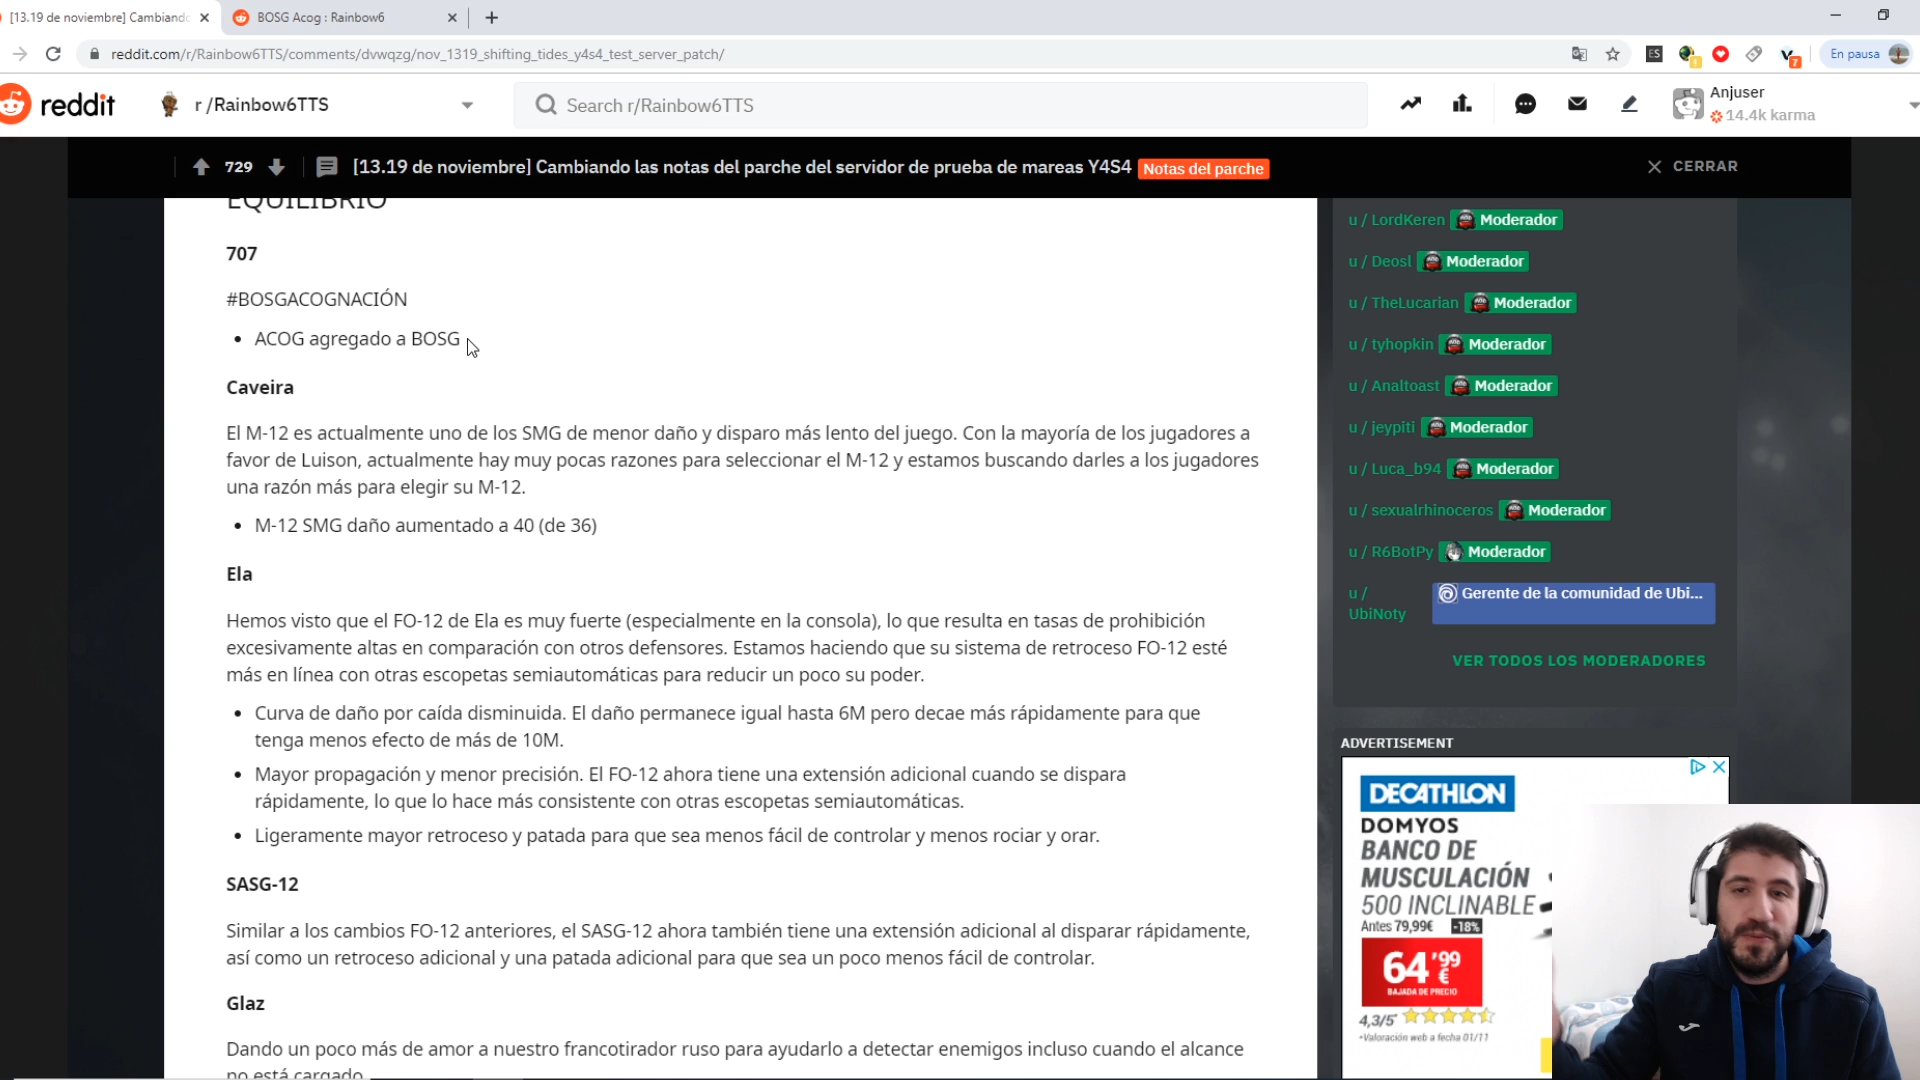 [13.19 de noviembre] Cambiando
BOSG Acog : Rainbow6
reddit.com/r/Rainbow6TTS/comments/dvwqzg/nov_1319_shifting_tides_y4s4_test_server_patch/
ES
7
En pausa
reddit
r /Rainbow6TTS
Search r/Rainbow6TTS
Anjuser
14.4k karma
729
[13.19 de noviembre] Cambiando las notas del parche del servidor de prueba de mareas Y4S4
Notas del parche
CERRAR
EQUILIBRIO
707
#BOSGACOGNACIÓN
• ACOG agregado a BOSG
Caveira
El M-12 es actualmente uno de los SMG de menor daño y disparo más lento del juego. Con la mayoría de los jugadores a
favor de Luison, actualmente hay muy pocas razones para seleccionar el M-12 y estamos buscando darles a los jugadores
una razón más para elegir su M-12.
• M-12 SMG daño aumentado a 40 (de 36)
Ela
Hemos visto que el FO-12 de Ela es muy fuerte (especialmente en la consola), lo que resulta en tasas de prohibición
excesivamente altas en comparación con otros defensores. Estamos haciendo que su sistema de retroceso FO-12 esté
más en línea con otras escopetas semiautomáticas para reducir un poco su poder.
• Curva de daño por caída disminuida. El daño permanece igual hasta 6M pero decae más rápidamente para que
tenga menos efecto de más de 10M.
• Mayor propagación y menor precisión. El FO-12 ahora tiene una extensión adicional cuando se dispara
rápidamente, lo que lo hace más consistente con otras escopetas semiautomáticas.
• Ligeramente mayor retroceso y patada para que sea menos fácil de controlar y menos rociar y orar.
SASG-12
Similar a los cambios FO-12 anteriores, el SASG-12 ahora también tiene una extensión adicional al disparar rápidamente,
así como un retroceso adicional y una patada adicional para que sea un poco menos fácil de controlar.
Glaz
Dando un poco más de amor a nuestro francotirador ruso para ayudarlo a detectar enemigos incluso cuando el alcance
no está cargado.
u / LordKeren Moderador
u / Deosl Moderador
u / TheLucarian Moderador
u / tyhopkin Moderador
u / Analtoast Moderador
u / jeypiti Moderador
u / Luca_b94 Moderador
u / sexualrhinoceros Moderador
u / R6BotPy Moderador
u /
UbiNoty
Gerente de la comunidad de Ubi...
VER TODOS LOS MODERADORES
ADVERTISEMENT
DECATHLON
DOMYOS
BANCO DE
MUSCULACIÓN
500 INCLINABLE
Antes 79,99€ -18%
64'99€
BAJADA DE PRECIO
4,3/5*
*Valoración web a fecha 01/11